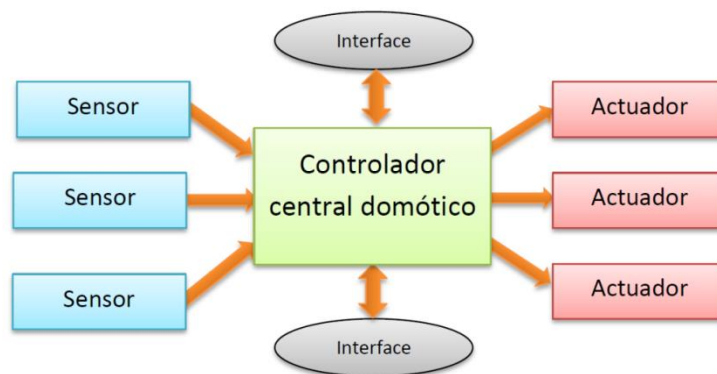 Interface
Sensor
Actuador
Controlador
central domótico
Sensor
Actuador
Sensor
Actuador
Interface